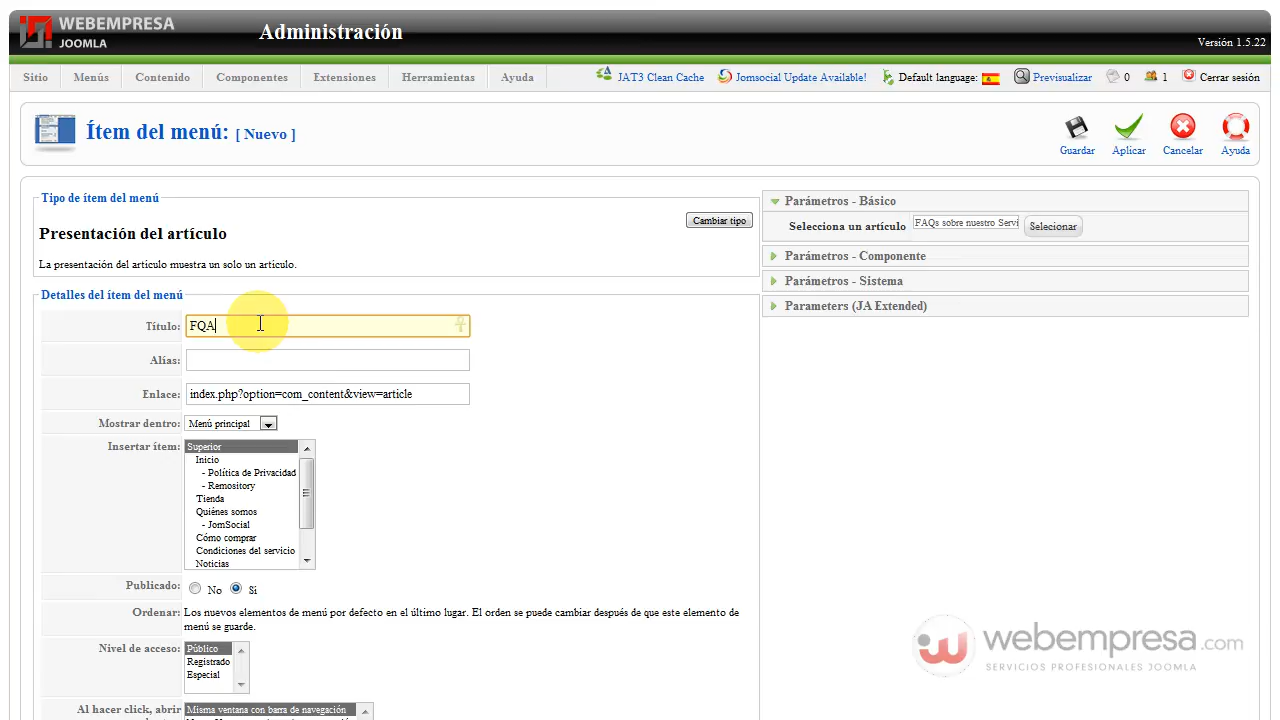 WEBEMPRESA
JOOMLA
Administración
Versión 1.5.22
Sitio Menús Contenido Componentes Extensiones Herramientas Ayuda JAT3 Clean Cache Jomsocial Update Available! Default language: Previsualizar 0 1 Cerrar sesión
Ítem del menú: [ Nuevo ]
Guardar Aplicar Cancelar Ayuda
Tipo de ítem del menú
Cambiar tipo
Presentación del artículo
La presentación del artículo muestra un solo un artículo.
Parámetros - Básico
Selecciona un artículo FAQs sobre nuestro Servi Selecionar
Parámetros - Componente
Parámetros - Sistema
Parameters (JA Extended)
Detalles del ítem del menú
Título: FQA
Alías:
Enlace: index.php?option=com_content&view=article
Mostrar dentro: Menú principal
Insertar ítem: Superior
Inicio
- Política de Privacidad
- Remository
Tienda
Quiénes somos
- JomSocial
Cómo comprar
Condiciones del servicio
Noticias
Publicado: No Sí
Ordenar: Los nuevos elementos de menú por defecto en el último lugar. El orden se puede cambiar después de que este elemento de
menú se guarde.
Nivel de acceso: Público
Registrado
Especial
Al hacer click, abrir Misma ventana con barra de navegación
webempresa.com
SERVICIOS PROFESIONALES JOOMLA